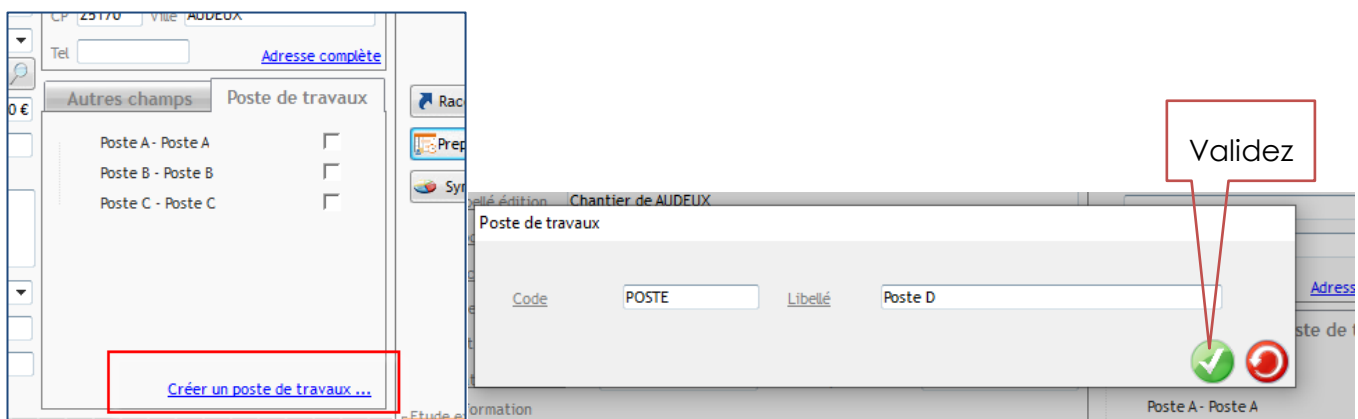 CP 25170 Ville AUDEUX
Tel Adresse complète
0 €
Autres champs Poste de travaux
Poste A - Poste A
Poste B - Poste B
Poste C - Poste C
Créer un poste de travaux ...
Validez
Chantier de AUDEUX
Poste de travaux
Code POSTE Libellé Poste D
Poste A - Poste A